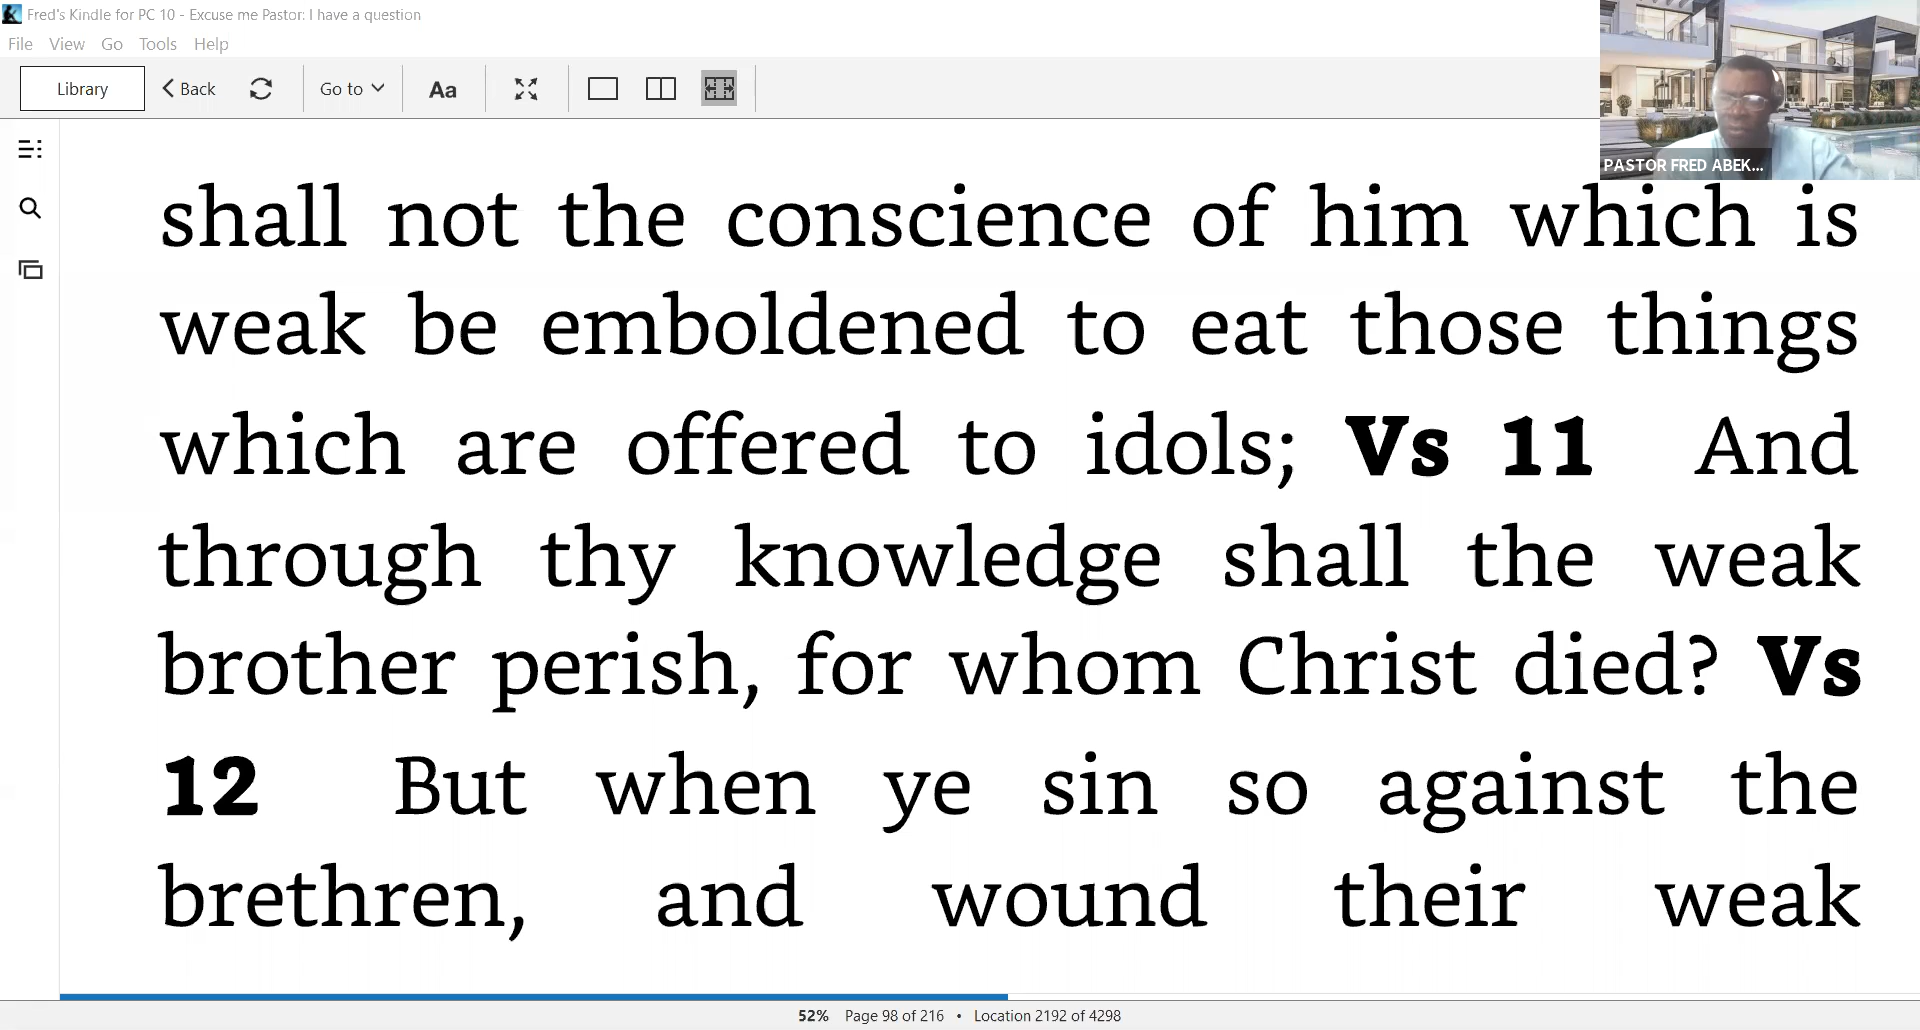 Fred's Kindle for PC 10 - Excuse me Pastor: I have a question
File View Go Tools Help
Library Back Go to Aa
PASTOR FRED ABEK...
shall not the conscience of him which is
weak be emboldened to eat those things
which are offered to idols; Vs 11 And
through thy knowledge shall the weak
brother perish, for whom Christ died? Vs
12 But when ye sin so against the
brethren, and wound their weak
52% Page 98 of 216 • Location 2192 of 4298